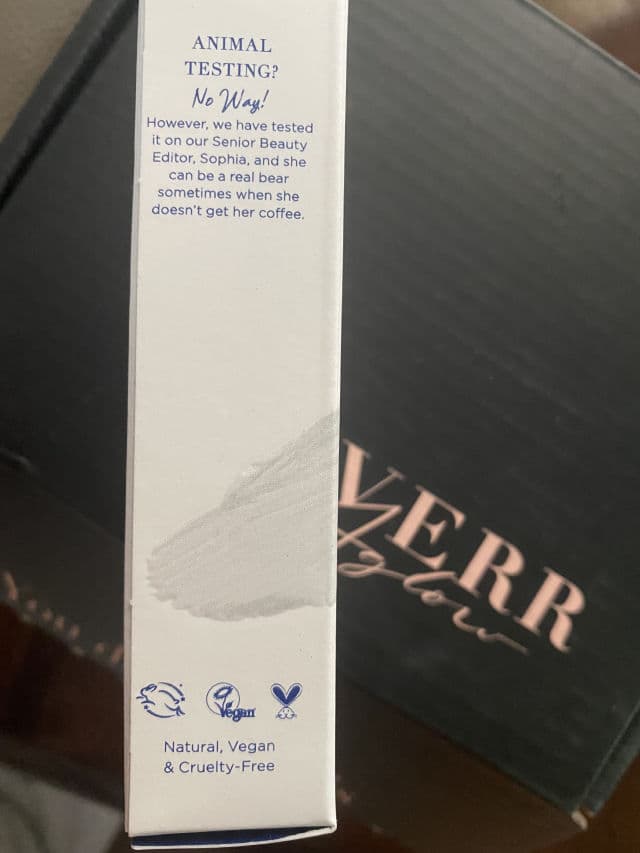 ANIMAL
TESTING?
No Way!
However, we have tested
it on our Senior Beauty
Editor, Sophia, and she
can be a real bear
sometimes when she
doesn't get her coffee.
VERR
Aglow
Vegan
Natural, Vegan
& Cruelty-Free